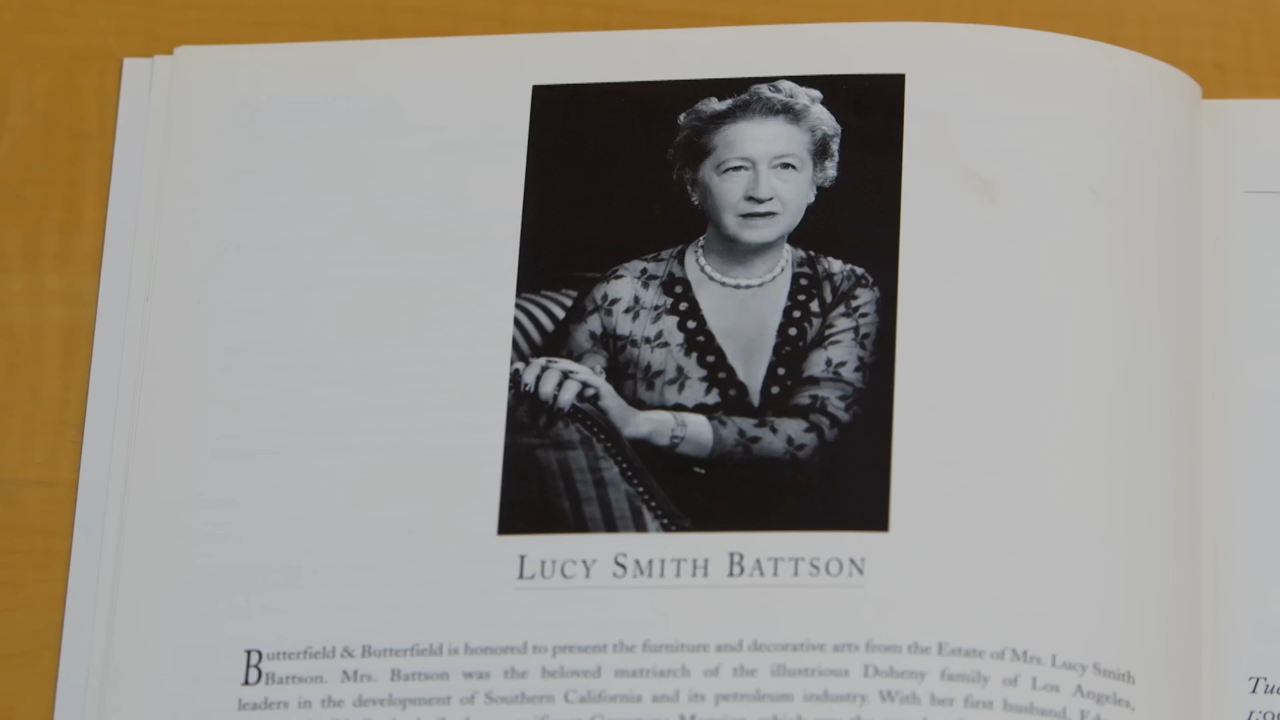 LUCY SMITH BATTSON
Butterfield & Butterfield is honored to present the furniture and decorative arts from the Estate of Mrs. Lucy Smith
Battson. Mrs. Battson was the beloved matriarch of the illustrious Doheny family of Los Angeles,
leaders in the development of Southern California and its petroleum industry. With her first husband,